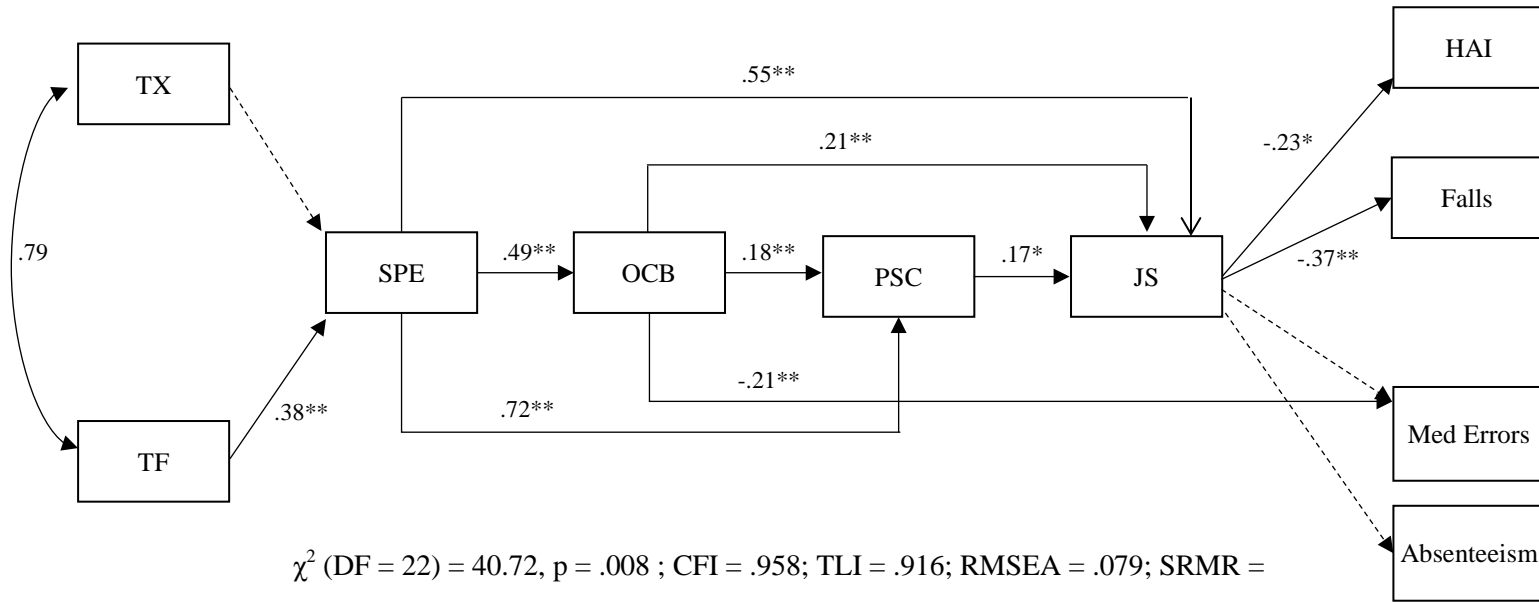 HAI
TX
.55**
.21**
-.23*
Falls
.79
SPE
.49**
OCB
.18**
PSC
.17*
JS
-.37**
-.21**
.38**
.72**
Med Errors
TF
Absenteeism
χ² (DF = 22) = 40.72, p = .008 ; CFI = .958; TLI = .916; RMSEA = .079; SRMR =